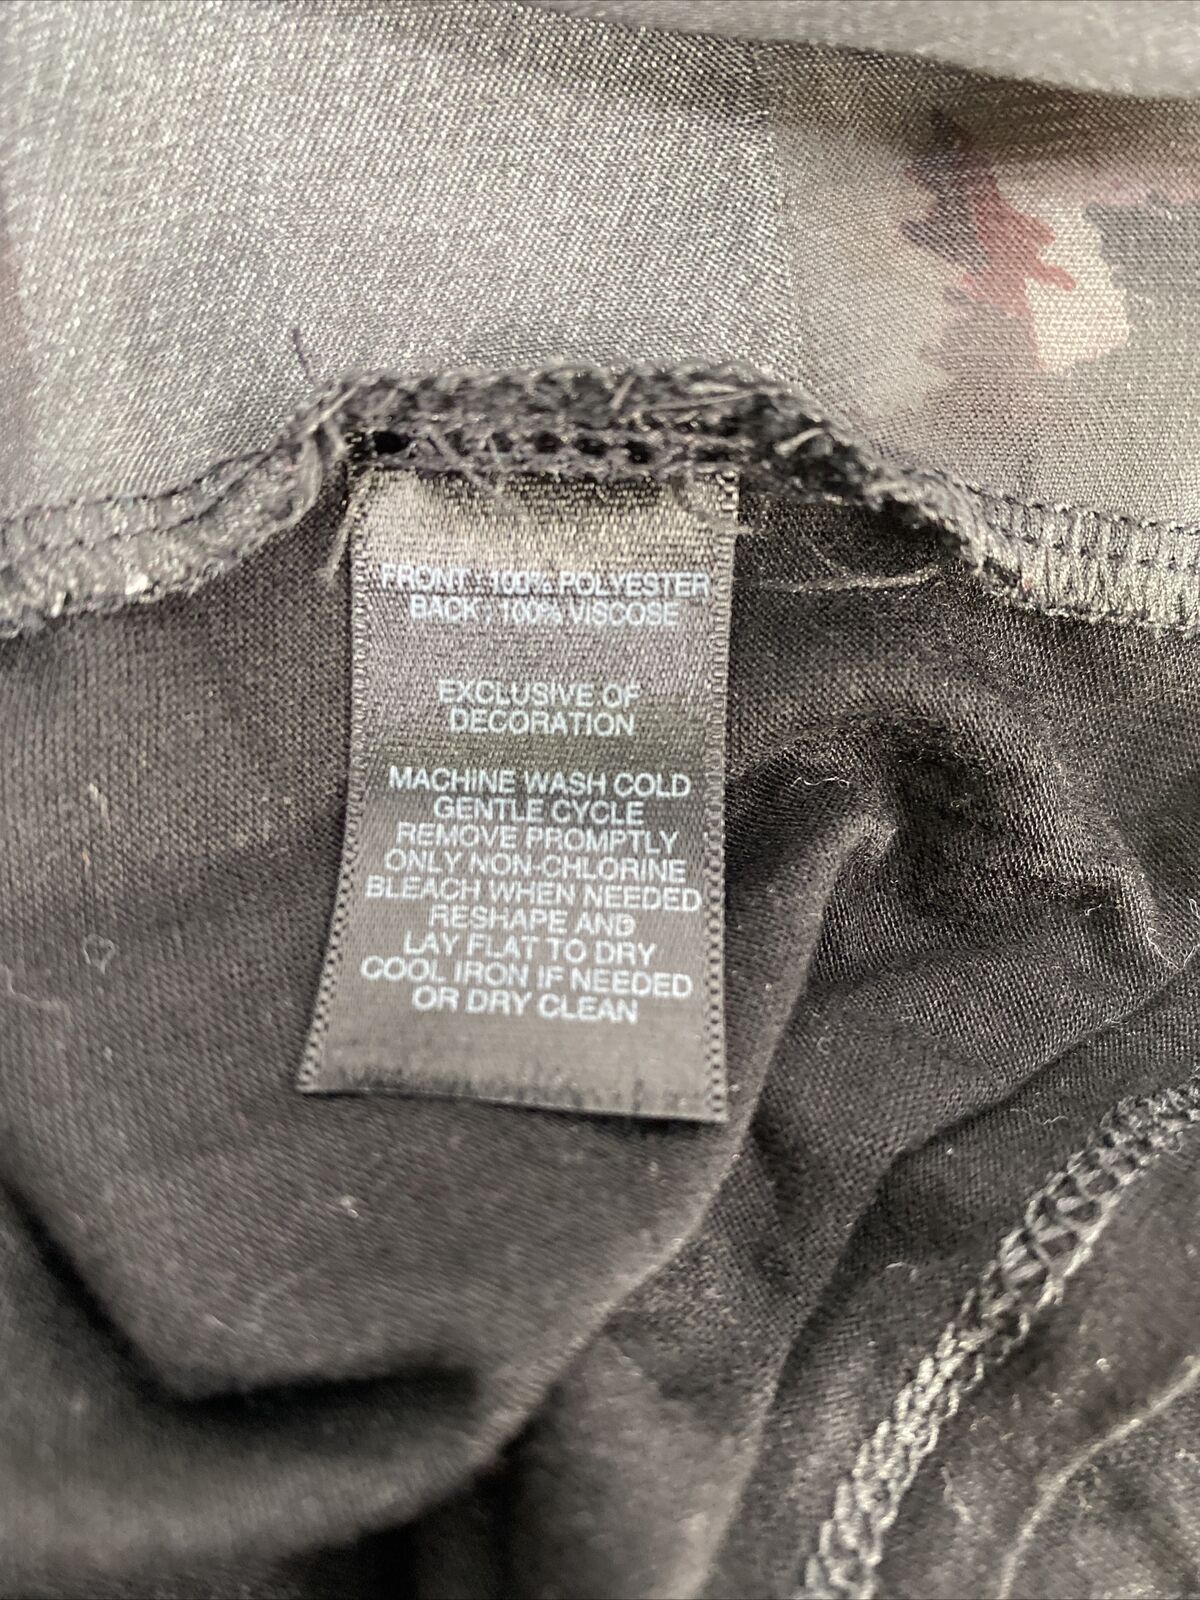 FRONT / 100% POLYESTER
BACK / 100% VISCOSE
EXCLUSIVE OF
DECORATION
MACHINE WASH COLD
GENTLE CYCLE
REMOVE PROMPTLY
ONLY NON-CHLORINE
BLEACH WHEN NEEDED
RESHAPE AND
LAY FLAT TO DRY
COOL IRON IF NEEDED
OR DRY CLEAN